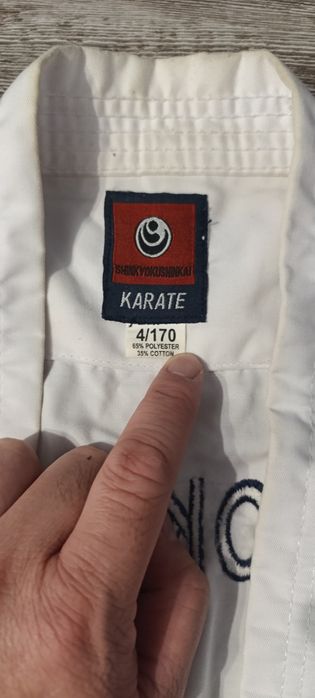 SHINKYOKUSHINKAI
KARATE
4/170
65% POLYESTER
35% COTTON